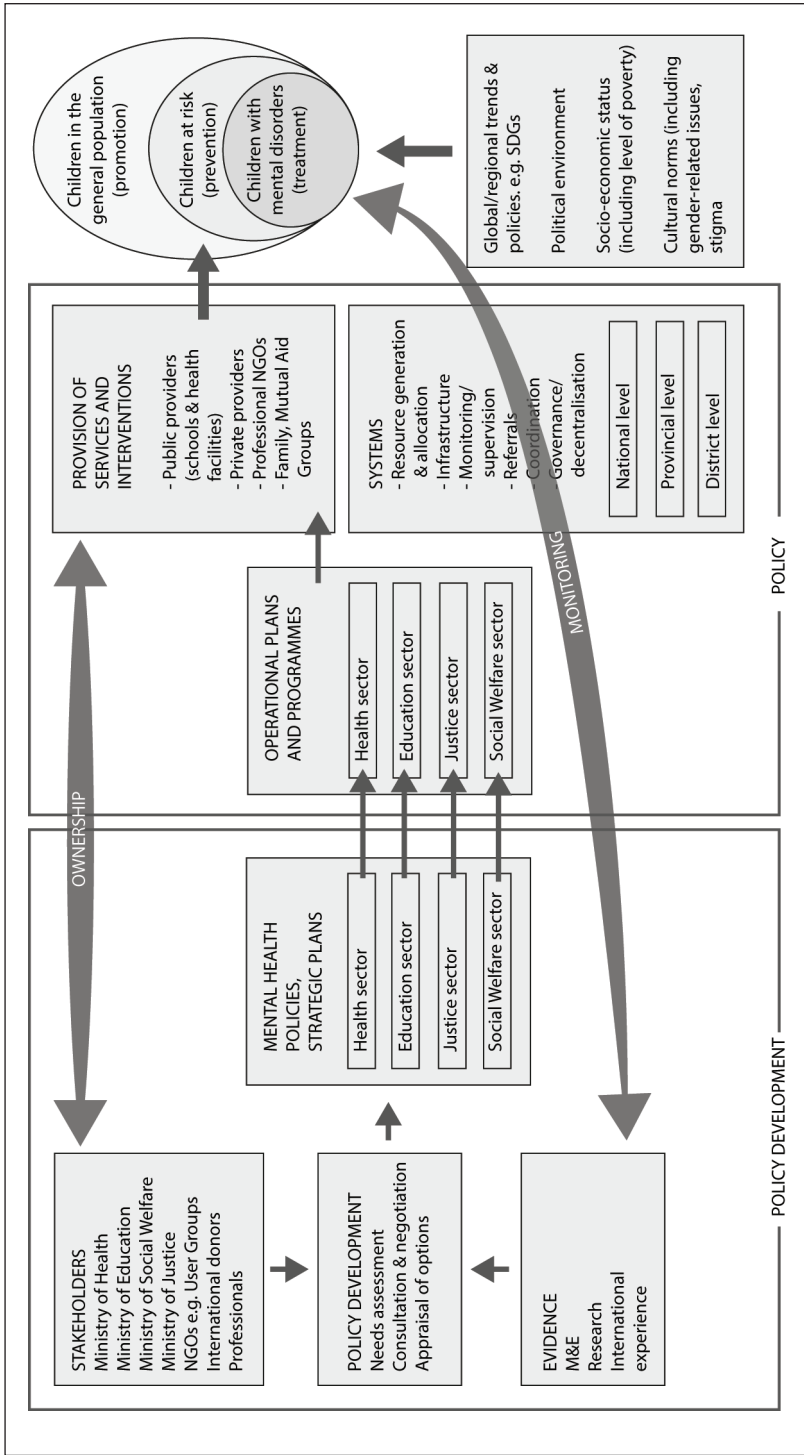 STAKEHOLDERS
Ministry of Health
Ministry of Education
Ministry of Social Welfare
Ministry of Justice
NGOs e.g. User Groups
International donors
Professionals
POLICY DEVELOPMENT
Needs assessment
Consultation & negotiation
Appraisal of options
EVIDENCE
M&E
Research
International
experience
MENTAL HEALTH
POLICIES,
STRATEGIC PLANS
Health sector
Education sector
Justice sector
Social Welfare sector
POLICY DEVELOPMENT
OWNERSHIP
OPERATIONAL PLANS
AND PROGRAMMES
Health sector
Education sector
Justice sector
Social Welfare sector
MONITORING
PROVISION OF
SERVICES AND
INTERVENTIONS
- Public providers
(schools & health
facilities)
- Private providers
- Professional NGOs
- Family, Mutual Aid
Groups
SYSTEMS
- Resource generation
& allocation
- Infrastructure
- Monitoring/
supervision
- Referrals
- Coordination
- Governance/
decentralisation
National level
Provincial level
District level
POLICY
Children in the
general population
(promotion)
Children at risk
(prevention)
Children with
mental disorders
(treatment)
Global/regional trends &
policies. e.g. SDGs
Political environment
Socio-economic status
(including level of poverty)
Cultural norms (including
gender-related issues,
stigma